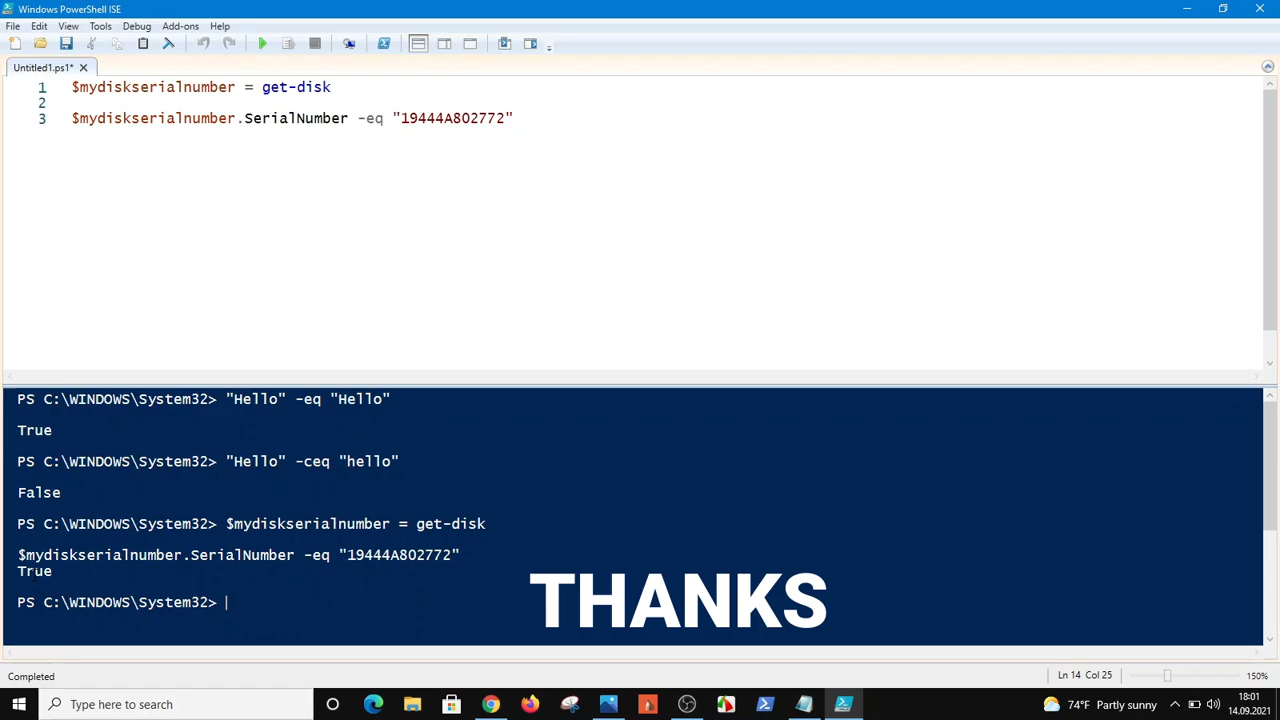 Windows PowerShell ISE
File Edit View Tools Debug Add-ons Help
Untitled1.ps1*
1 $mydiskserialnumber = get-disk
2
3 $mydiskserialnumber.SerialNumber -eq "19444A802772"
PS C:\WINDOWS\System32> "Hello" -eq "Hello"
True
PS C:\WINDOWS\System32> "Hello" -ceq "hello"
False
PS C:\WINDOWS\System32> $mydiskserialnumber = get-disk
$mydiskserialnumber.SerialNumber -eq "19444A802772"
True
PS C:\WINDOWS\System32>
THANKS
Completed
Ln 14 Col 25
150%
Type here to search
74°F Partly sunny
18:01
14.09.2021